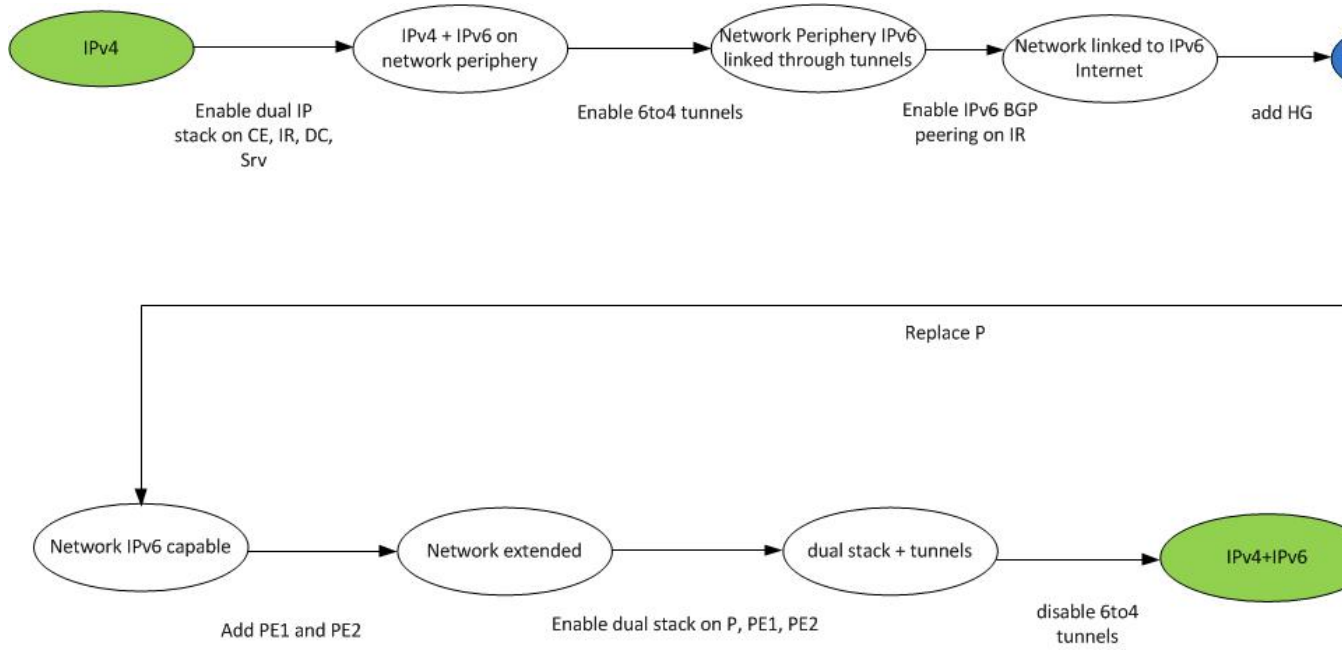 IPv4
IPv4 + IPv6 on
network periphery
Network Periphery IPv6
linked through tunnels
Network linked to IPv6
Internet
Enable dual IP
stack on CE, IR, DC,
Srv
Enable 6to4 tunnels
Enable IPv6 BGP
peering on IR
add HG
Replace P
Network IPv6 capable
Network extended
dual stack + tunnels
IPv4+IPv6
Add PE1 and PE2
Enable dual stack on P, PE1, PE2
disable 6to4
tunnels